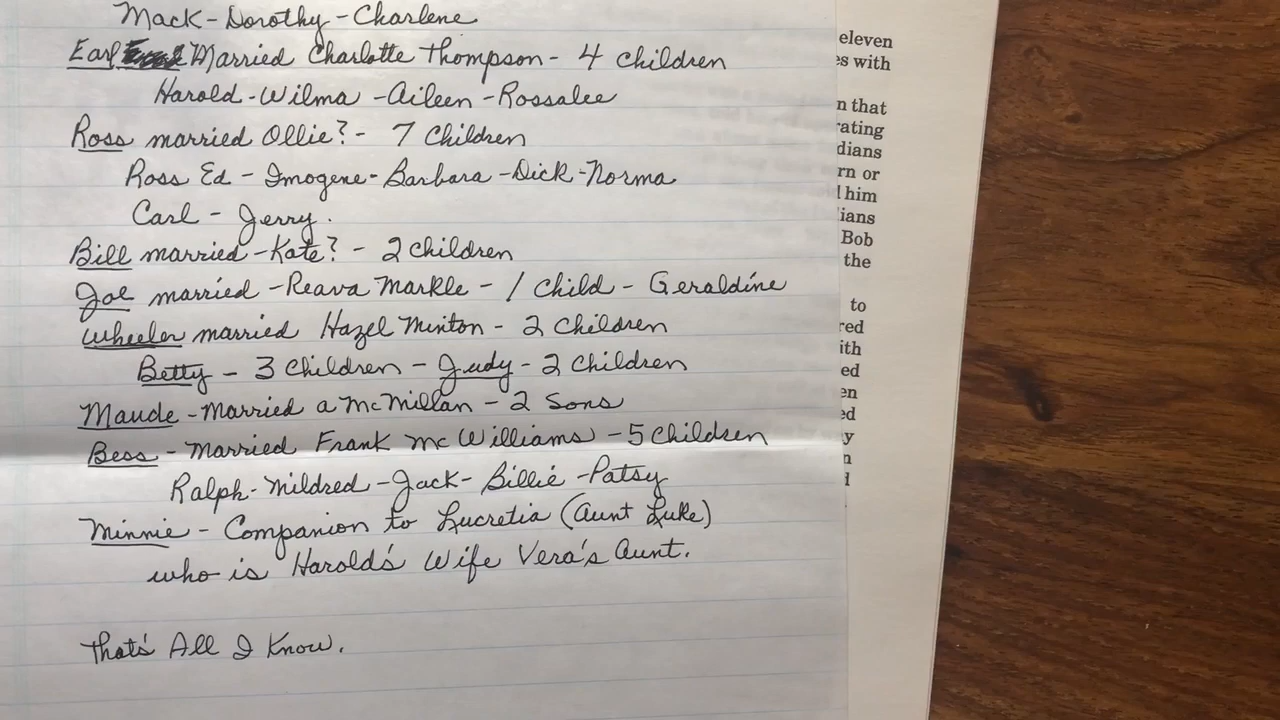 Mack-Dorothy-Charlene
Earl Married Charlotte Thompson- 4 children
Harold-Wilma-Aileen-Rossalee
Ross married Ollie?- 7 Children
Ross Ed- Imogene-Barbara-Dick-Norma
Carl- Jerry.
Bill married-Kate?- 2 Children
Joe married-Reava Markle- 1 Child- Geraldine
Wheeler married Hazel Minton- 2 Children
Betty- 3 Children- Judy- 2 Children
Maude-Married a McMillan- 2 Sons
Bess- Married Frank McWilliams-5 Children
Ralph-Mildred-Jack-Billie-Patsy
Minnie- Companion to Lucretia (Aunt Luke)
who is Harold's Wife Vera's Aunt.
That's All I Know.
eleven
es with
n that
rating
dians
rn or
him
ians
Bob
the
to
red
ith
ed
en
ed
y
n